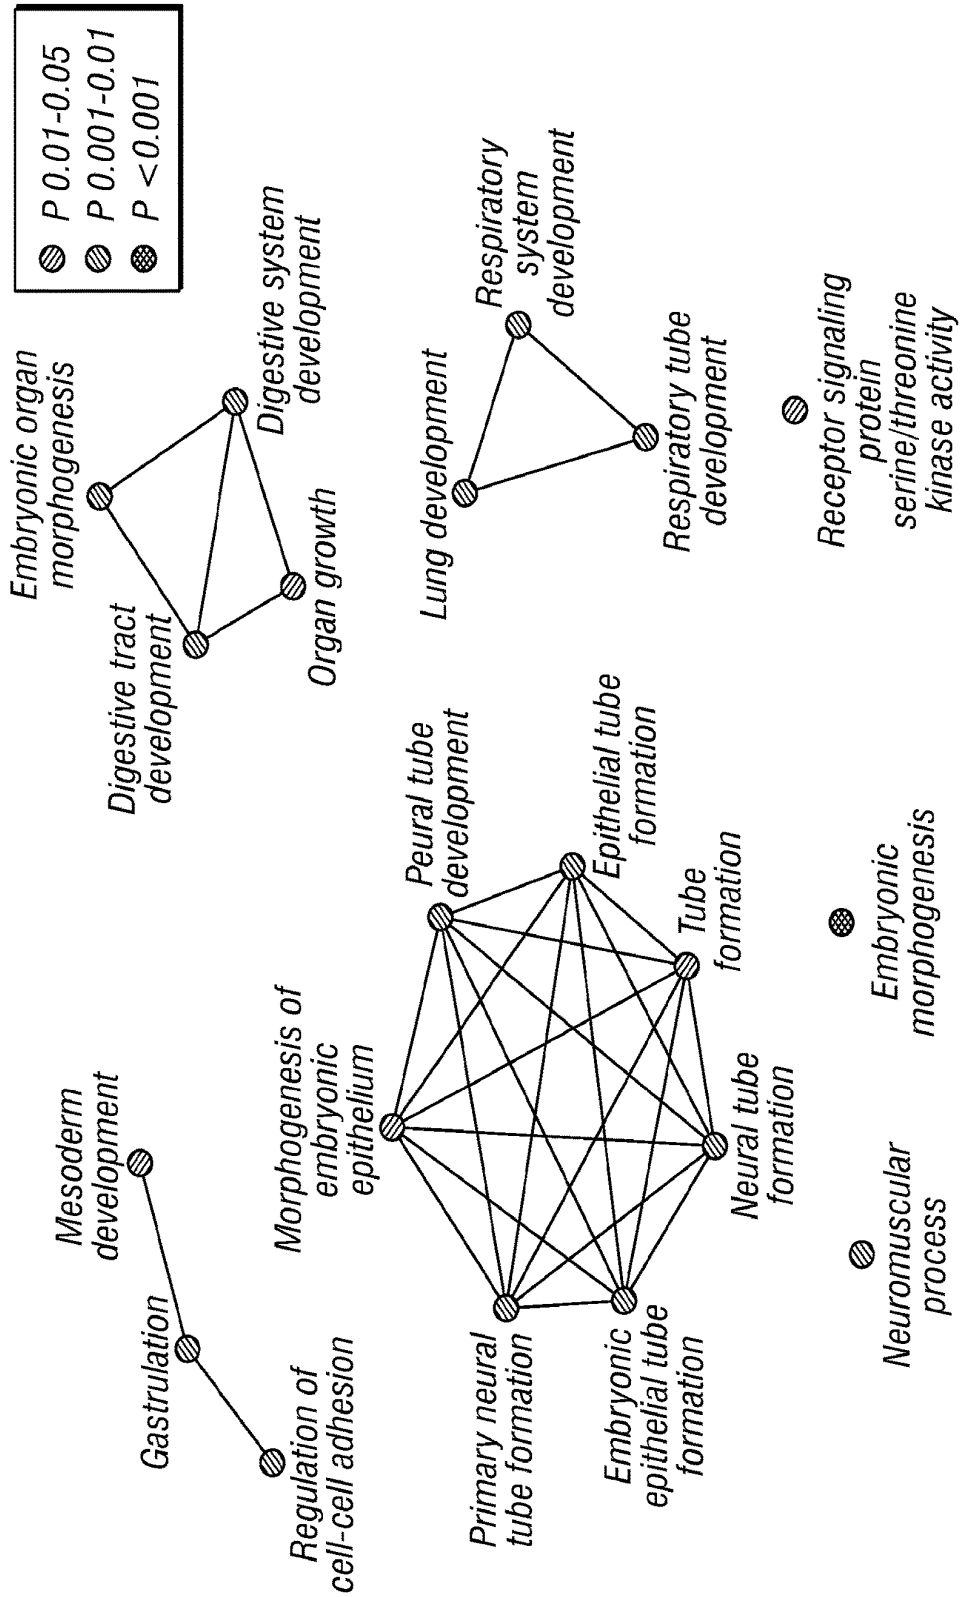 Mesoderm
development
Gastrulation
Regulation of
cell-cell adhesion
Embryonic organ
morphogenesis
Digestive tract
development
Digestive system
development
Organ growth
P 0.01-0.05
P 0.001-0.01
P <0.001
Morphogenesis of
embryonic
epithelium
Peural tube
development
Epithelial tube
formation
Tube
formation
Neural tube
formation
Embryonic
epithelial tube
formation
Primary neural
tube formation
Lung development
Respiratory
system
development
Respiratory tube
development
Neuromuscular
process
Embryonic
morphogenesis
Receptor signaling
protein
serine/threonine
kinase activity